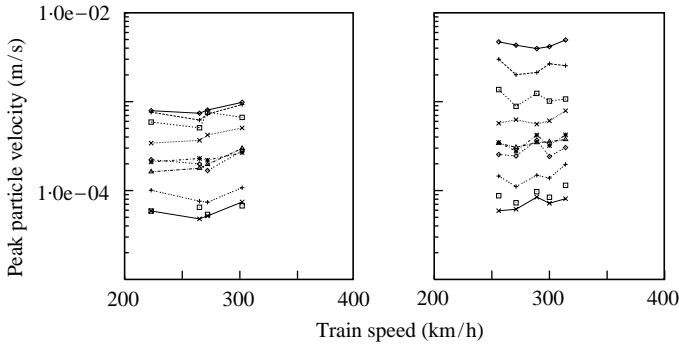 1·0e−02
1·0e−04
Peak particle velocity (m/s)
200 300 400 200 300 400
Train speed (km/h)